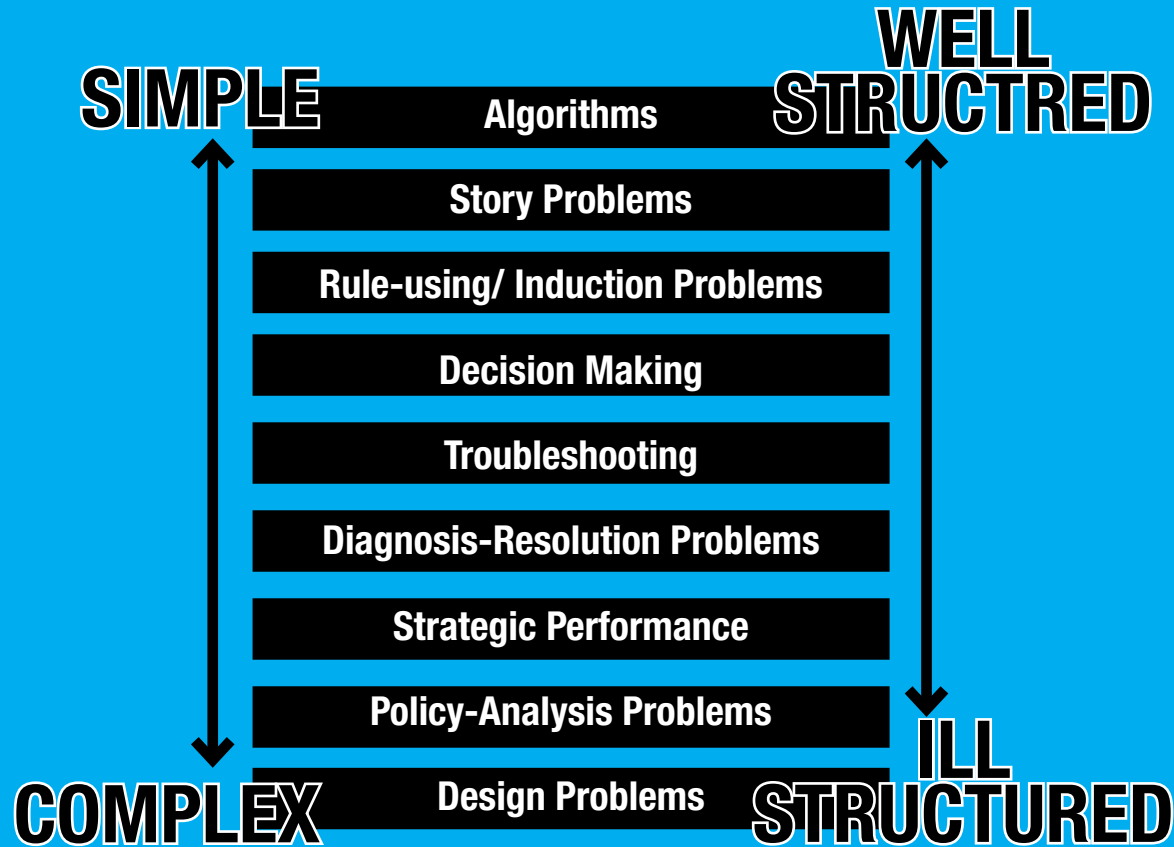 SIMPLE
WELL
STRUCTRED
Algorithms
Story Problems
Rule-using/ Induction Problems
Decision Making
Troubleshooting
Diagnosis-Resolution Problems
Strategic Performance
Policy-Analysis Problems
Design Problems
COMPLEX
ILL
STRUCTURED